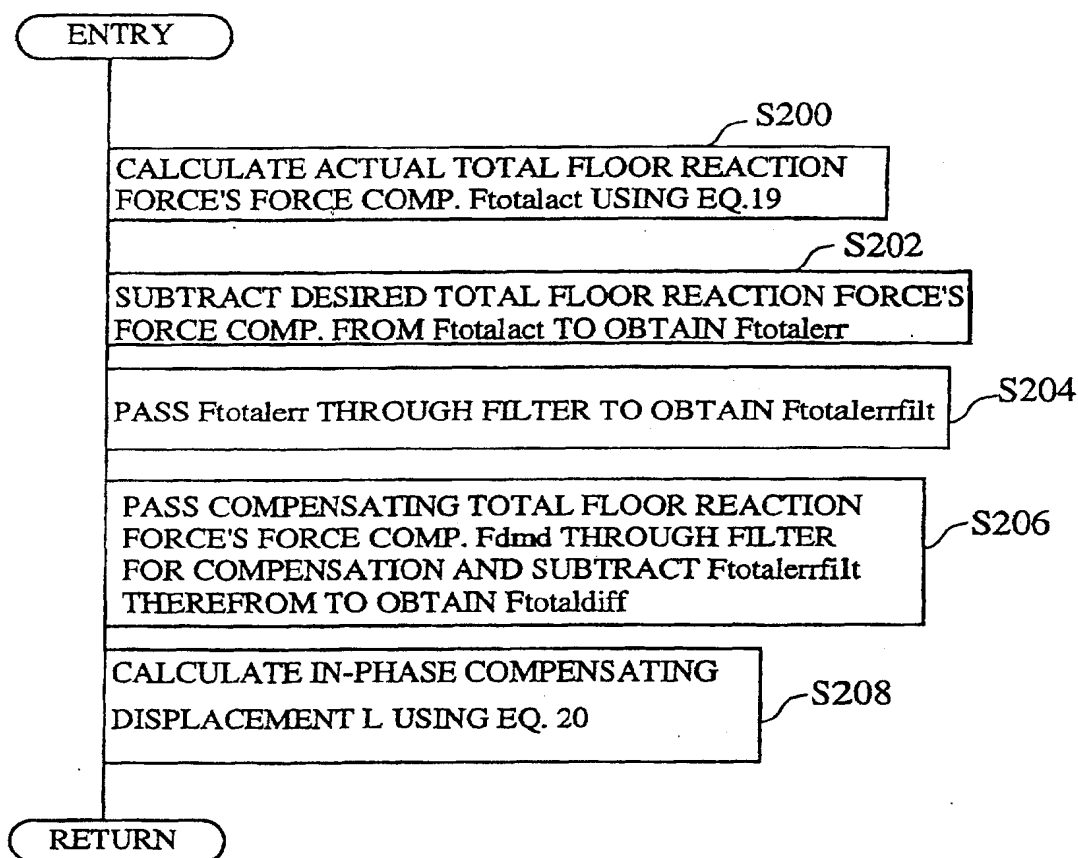 ENTRY
S200
CALCULATE ACTUAL TOTAL FLOOR REACTION
FORCE'S FORCE COMP. Ftotalact USING EQ.19
S202
SUBTRACT DESIRED TOTAL FLOOR REACTION FORCE'S
FORCE COMP. FROM Ftotalact TO OBTAIN Ftotalerr
S204
PASS Ftotalerr THROUGH FILTER TO OBTAIN Ftotalerrfilt
PASS COMPENSATING TOTAL FLOOR REACTION
FORCE'S FORCE COMP. Fdmd THROUGH FILTER
FOR COMPENSATION AND SUBTRACT Ftotalerrfilt
THEREFROM TO OBTAIN Ftotaldiff
S206
CALCULATE IN-PHASE COMPENSATING
DISPLACEMENT L USING EQ. 20
S208
RETURN